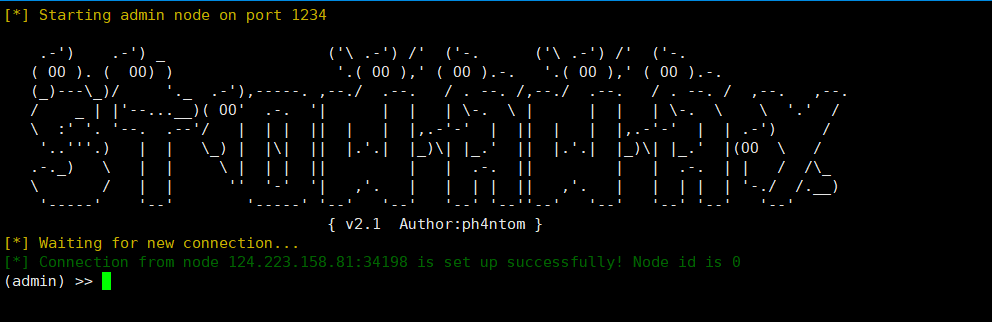 [*] Starting admin node on port 1234
{ v2.1  Author:ph4ntom }
[*] Waiting for new connection...
[*] Connection from node 124.223.158.81:34198 is set up successfully! Node id is 0
(admin) >>